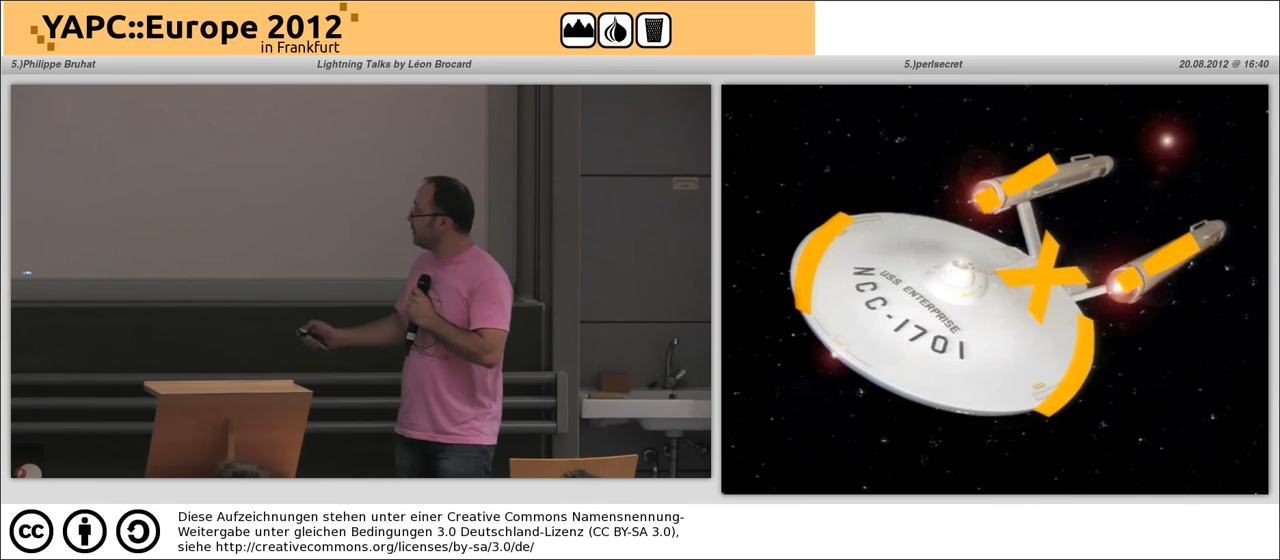 YAPC::Europe 2012
in Frankfurt
5.)Philippe Bruhat
Lightning Talks by Léon Brocard
5.)perlsecret
20.08.2012 @ 16:40
USS ENTERPRISE
NCC-1701
cc
Diese Aufzeichnungen stehen unter einer Creative Commons Namensnennung-
Weitergabe unter gleichen Bedingungen 3.0 Deutschland-Lizenz (CC BY-SA 3.0),
siehe http://creativecommons.org/licenses/by-sa/3.0/de/